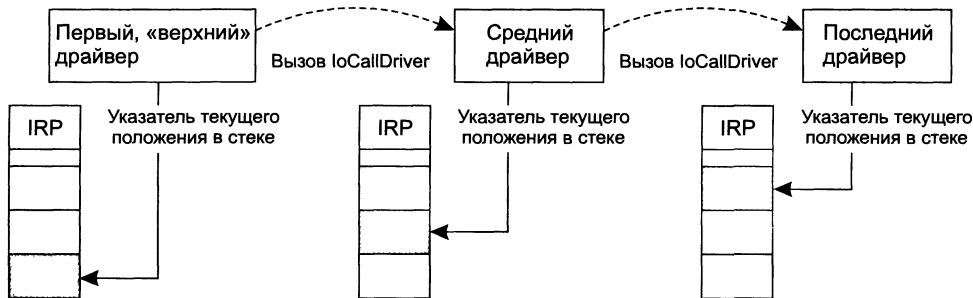 Первый, «верхний»
драйвер
Вызов IoCallDriver
Средний
драйвер
Вызов IoCallDriver
Последний
драйвер
IRP
Указатель текущего
положения в стеке
IRP
Указатель текущего
положения в стеке
IRP
Указатель текущего
положения в стеке